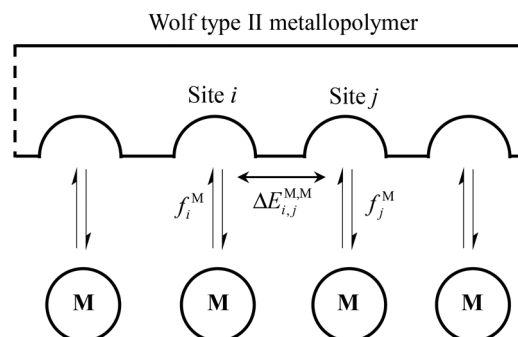 Wolf type II metallopolymer
Site i Site j
f_i^M ΔE_{i,j}^{M,M} f_j^M
M M M M